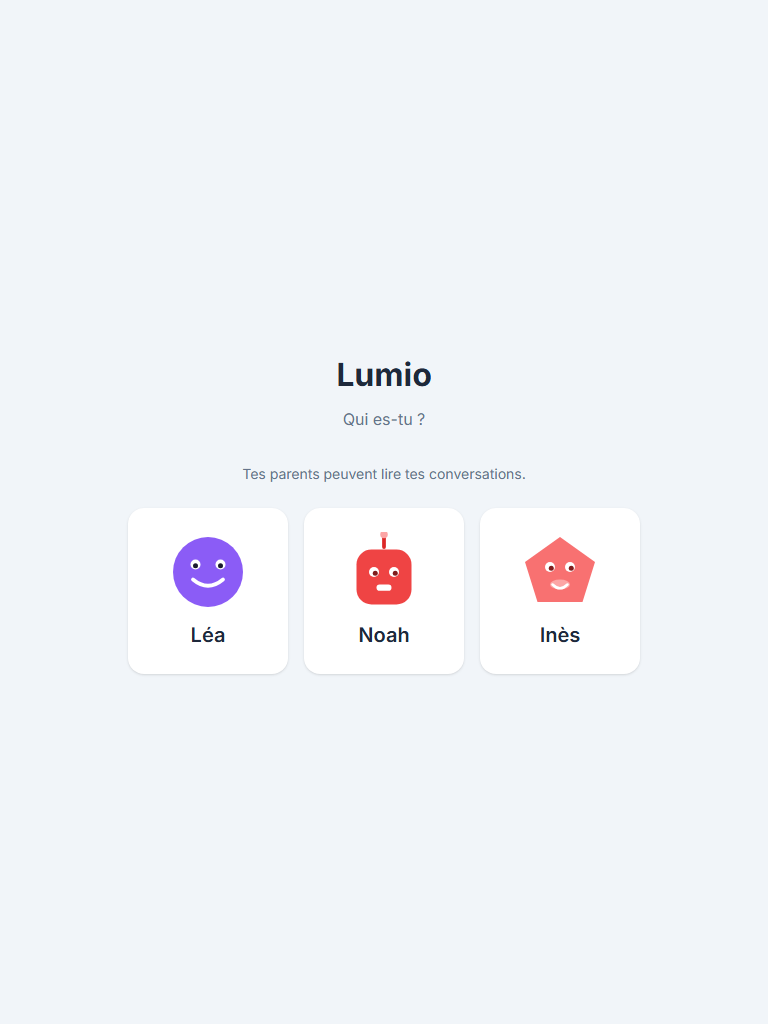 Lumio
Qui es-tu ?
Tes parents peuvent lire tes conversations.
Léa
Noah
Inès